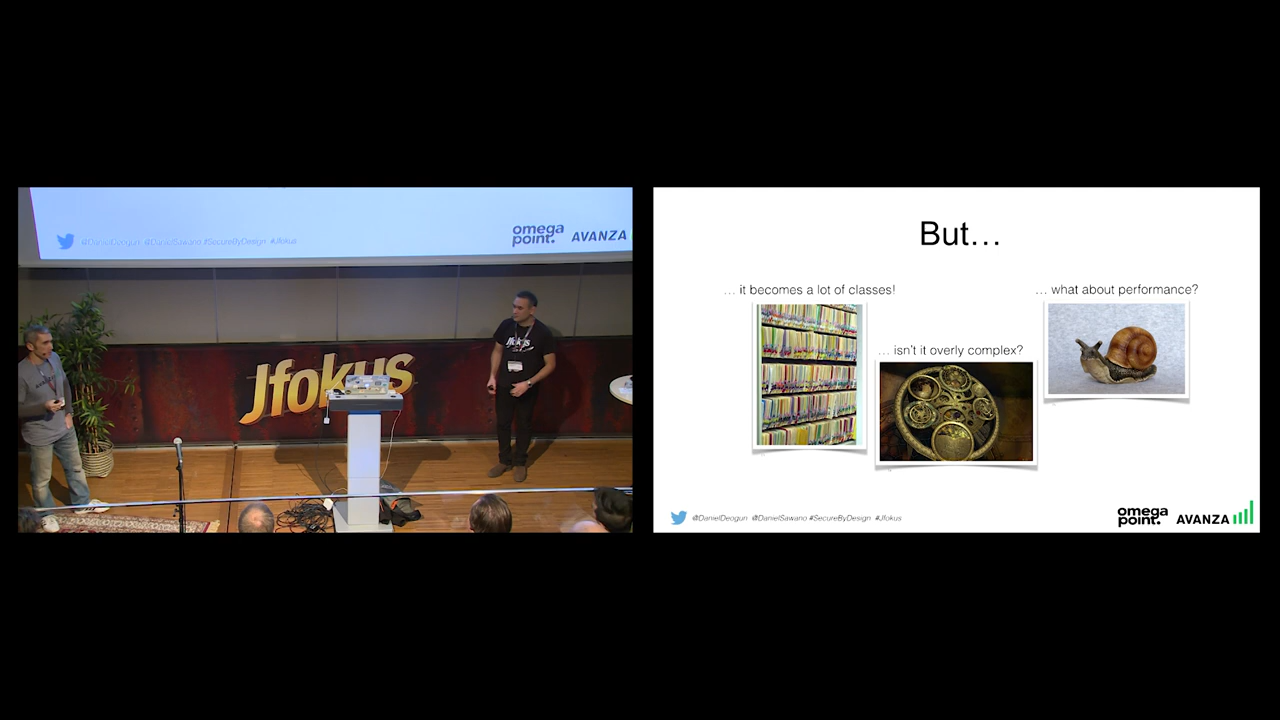 @DanielDeogun @DanielSawano #SecureByDesign #Jfokus
omega
point.
AVANZA
Jfokus
Jfokus
But…
… it becomes a lot of classes!
… what about performance?
… isn't it overly complex?
@DanielDeogun @DanielSawano #SecureByDesign #Jfokus
omega
point.
AVANZA